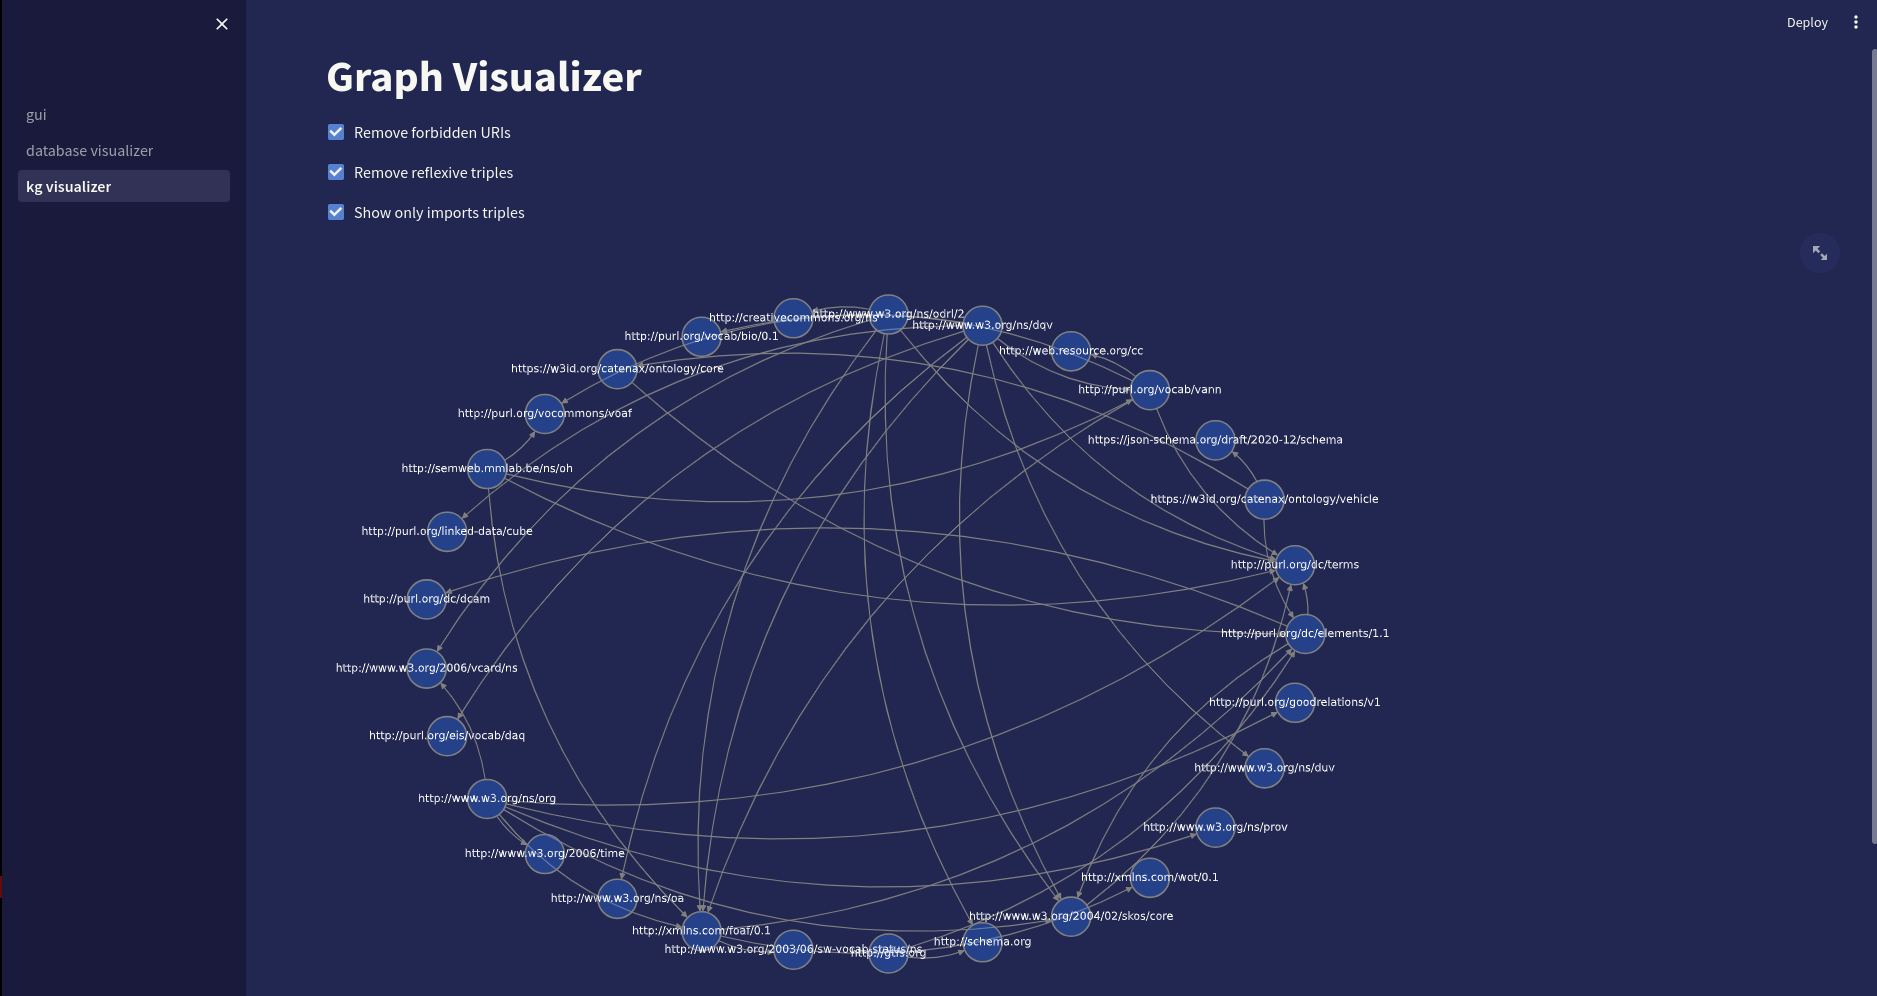 Deploy
gui
database visualizer
kg visualizer
Graph Visualizer
Remove forbidden URIs
Remove reflexive triples
Show only imports triples
http://www.w3.org/ns/odrl/2
http://creativecommons.org/ns
http://www.w3.org/ns/dqv
http://purl.org/vocab/bio/0.1
http://web.resource.org/cc
https://w3id.org/catenax/ontology/core
http://purl.org/vocab/vann
http://purl.org/vocommons/voaf
https://json-schema.org/draft/2020-12/schema
http://semweb.mmlab.be/ns/oh
https://w3id.org/catenax/ontology/vehicle
http://purl.org/linked-data/cube
http://purl.org/dc/terms
http://purl.org/dc/dcam
http://purl.org/dc/elements/1.1
http://www.w3.org/2006/vcard/ns
http://purl.org/goodrelations/v1
http://purl.org/eis/vocab/daq
http://www.w3.org/ns/duv
http://www.w3.org/ns/org
http://www.w3.org/ns/prov
http://www.w3.org/2006/time
http://xmlns.com/wot/0.1
http://www.w3.org/ns/oa
http://www.w3.org/2004/02/skos/core
http://xmlns.com/foaf/0.1
http://schema.org
http://www.w3.org/2003/06/sw-vocab-status/ns